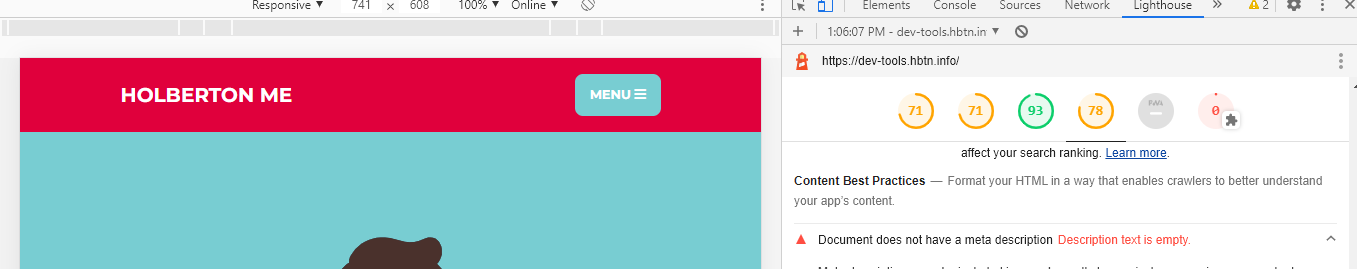 Responsive ▼ 741 × 608 100% ▼ Online ▼
Elements Console Sources Network Lighthouse » 2
+ 1:06:07 PM - dev-tools.hbtn.in ▼
https://dev-tools.hbtn.info/
HOLBERTON ME
MENU
71 71 93 78 PWA 0
affect your search ranking. Learn more.
Content Best Practices — Format your HTML in a way that enables crawlers to better understand
your app's content.
Document does not have a meta description Description text is empty.